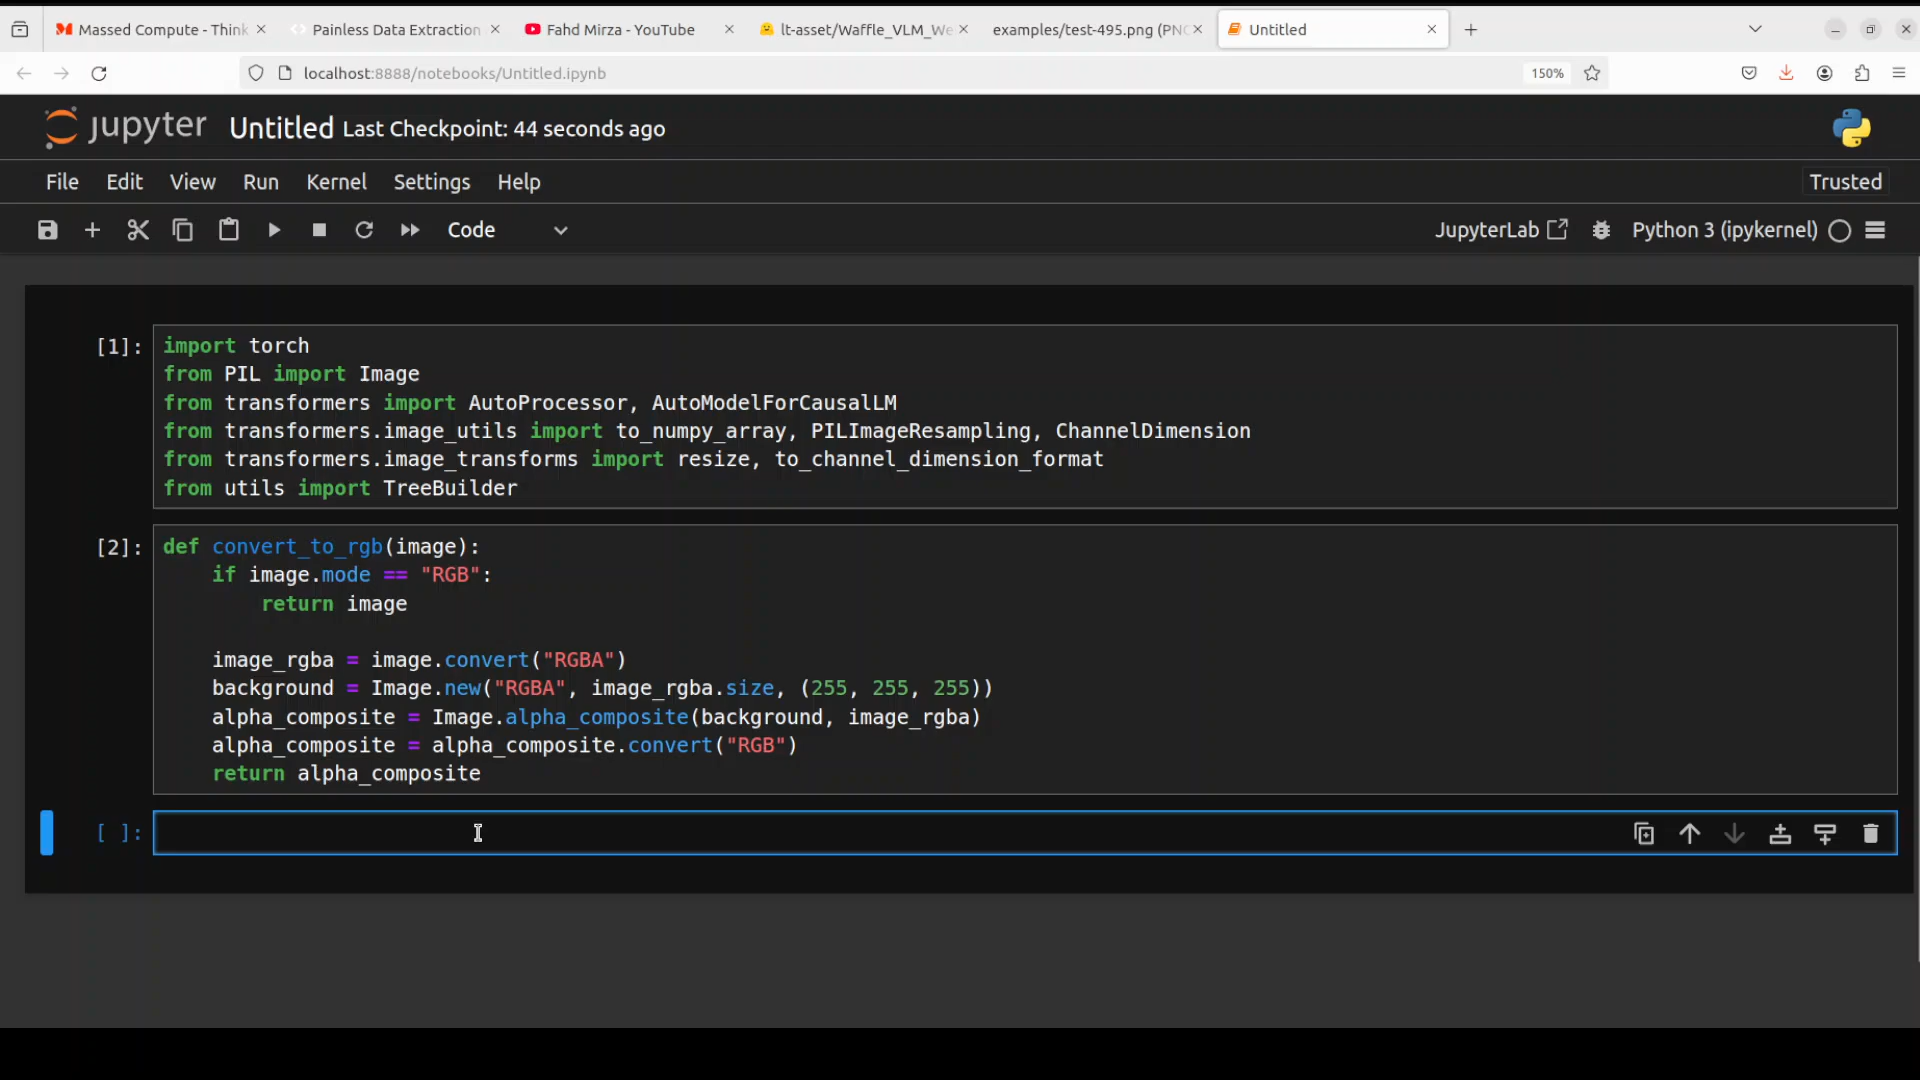 Massed Compute - Think
Painless Data Extraction
Fahd Mirza - YouTube
lt-asset/Waffle_VLM_We
examples/test-495.png (PNG
Untitled
localhost:8888/notebooks/Untitled.ipynb
150%
jupyter
Untitled Last Checkpoint: 44 seconds ago
File Edit View Run Kernel Settings Help
Trusted
Code
JupyterLab
Python 3 (ipykernel)
[1]:
import torch
from PIL import Image
from transformers import AutoProcessor, AutoModelForCausalLM
from transformers.image_utils import to_numpy_array, PILImageResampling, ChannelDimension
from transformers.image_transforms import resize, to_channel_dimension_format
from utils import TreeBuilder
[2]:
def convert_to_rgb(image):
    if image.mode == "RGB":
        return image
    image_rgba = image.convert("RGBA")
    background = Image.new("RGBA", image_rgba.size, (255, 255, 255))
    alpha_composite = Image.alpha_composite(background, image_rgba)
    alpha_composite = alpha_composite.convert("RGB")
    return alpha_composite
[ ]: